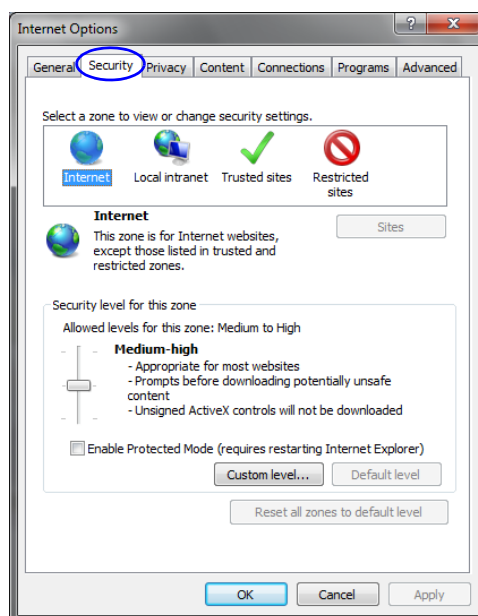 Internet Options
?
X
General Security Privacy Content Connections Programs Advanced
Select a zone to view or change security settings.
Internet Local intranet Trusted sites Restricted
sites
Internet
Sites
This zone is for Internet websites,
except those listed in trusted and
restricted zones.
Security level for this zone
Allowed levels for this zone: Medium to High
Medium-high
- Appropriate for most websites
- Prompts before downloading potentially unsafe
content
- Unsigned ActiveX controls will not be downloaded
Enable Protected Mode (requires restarting Internet Explorer)
Custom level... Default level
Reset all zones to default level
OK Cancel Apply